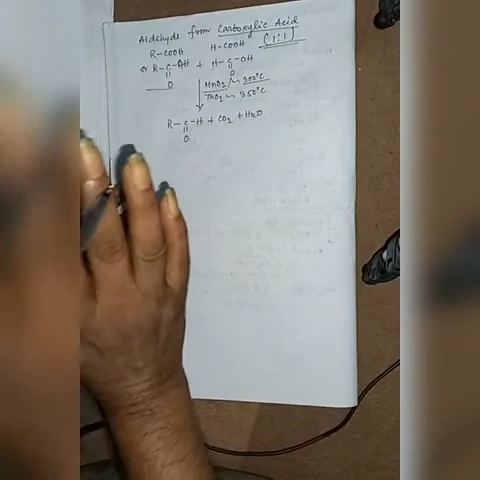 Aldehyde from Carboxylic Acid
R-COOH H-COOH (1:1)
or R-C-OH + H-C-OH
O O
MnO2/~ 300°C
ThO2 ~ 350°C
R-C-H + CO2 + H2O
O